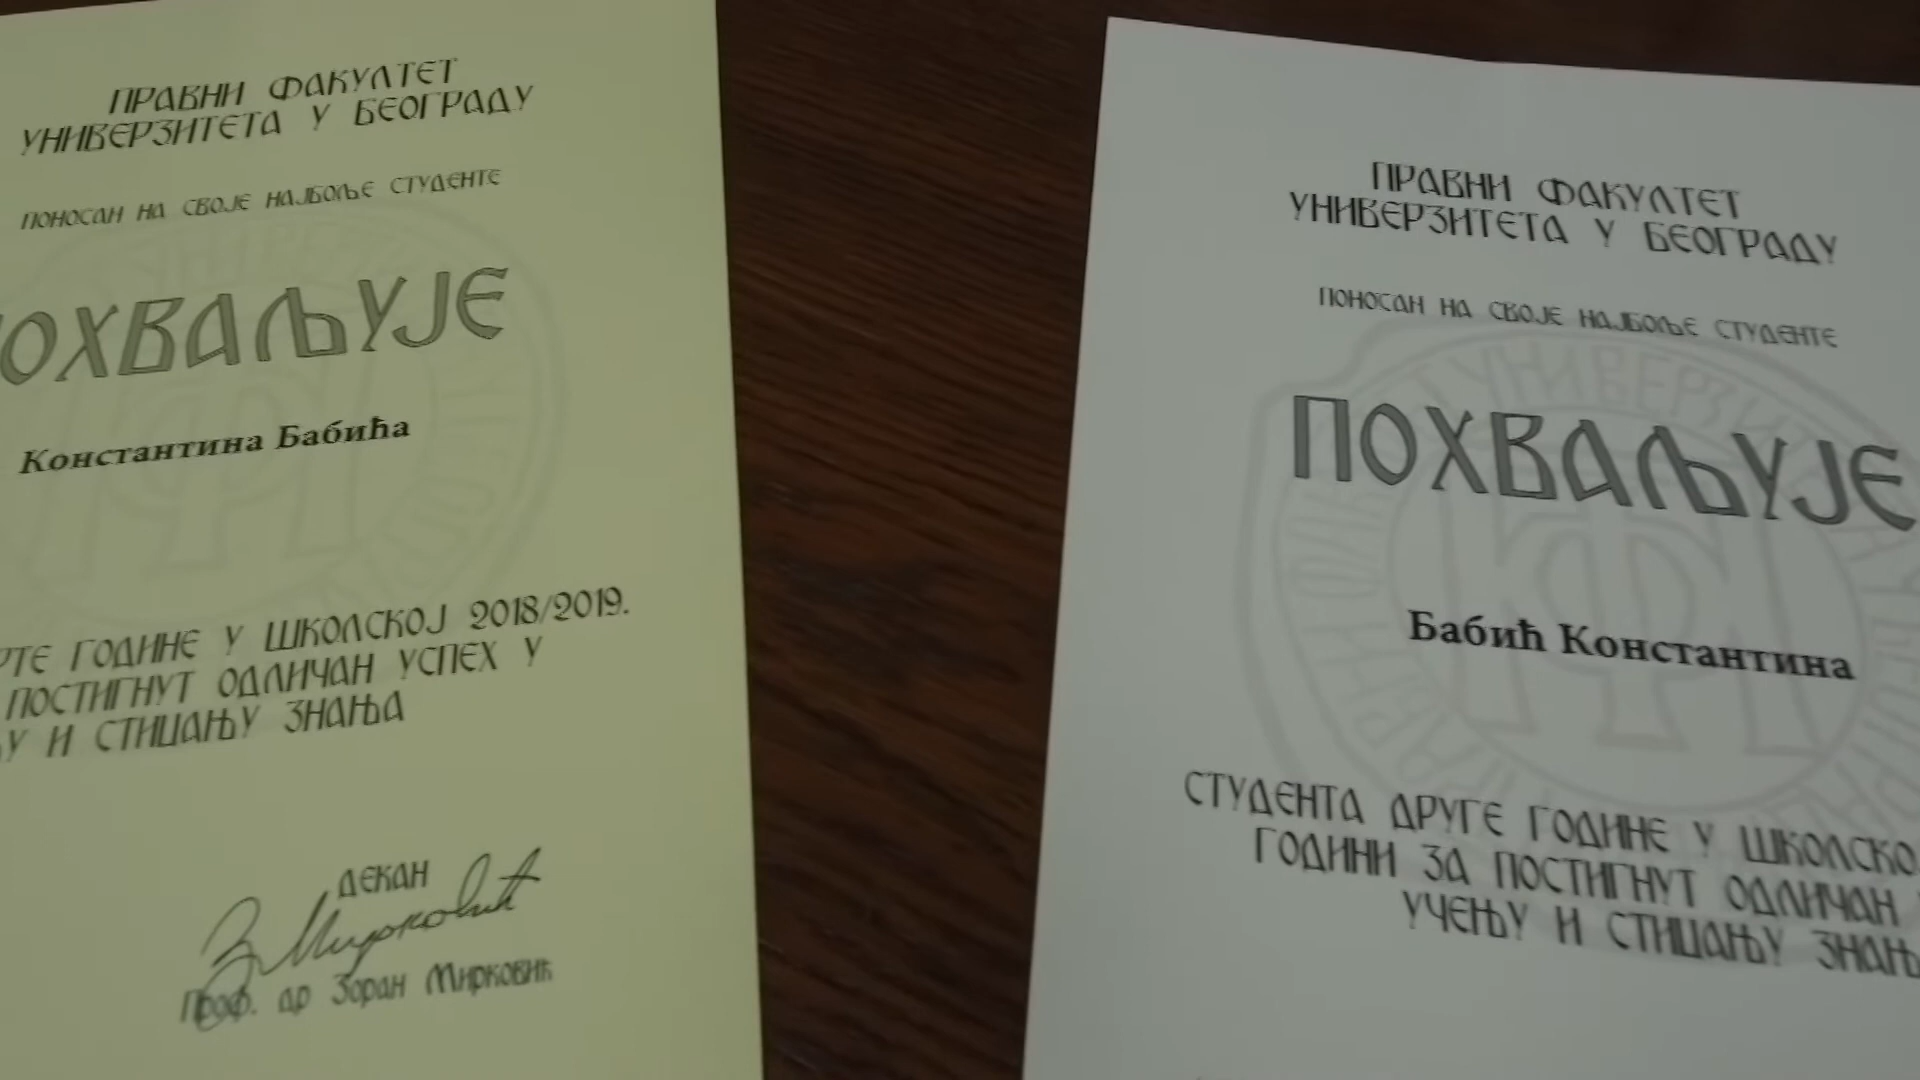 ПРАВНИ ФАКУЛТЕТ
УНИВЕРЗИТЕТА У БЕОГРАДУ
ПОНОСАН НА СВОЈЕ НАЈБОЉЕ СТУДЕНТЕ
ПОХВАЉУЈЕ
Константина Бабића
ГОДИНЕ У ШКОЛСКОЈ 2018/2019.
ПОСТИГНУТ ОДЛИЧАН УСПЕХ У
И СТИЦАЊУ ЗНАЊА
ДЕКАН
Проф. др Зоран Мирковић
ПРАВНИ ФАКУЛТЕТ
УНИВЕРЗИТЕТА У БЕОГРАДУ
ПОНОСАН НА СВОЈЕ НАЈБОЉЕ СТУДЕНТЕ
ПОХВАЉУЈЕ
Бабић Константина
СТУДЕНТА ДРУГЕ ГОДИНЕ У ШКОЛСКО
ГОДИНИ ЗА ПОСТИГНУТ ОДЛИЧАН
УЧЕЊУ И СТИЦАЊУ ЗНАЊ